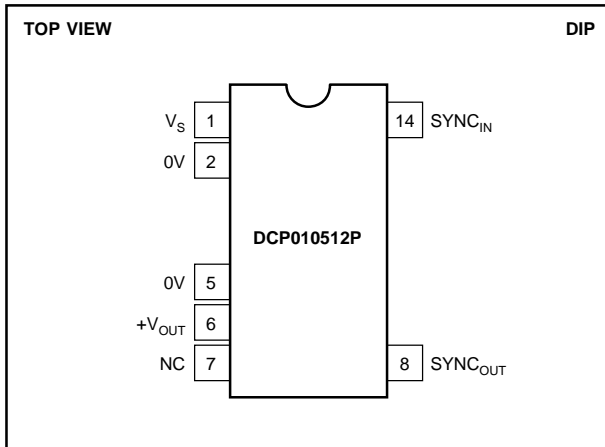 TOP VIEW DIP
V_S 1 14 SYNC_IN
0V 2
DCP010512P
0V 5
+V_OUT 6
NC 7 8 SYNC_OUT